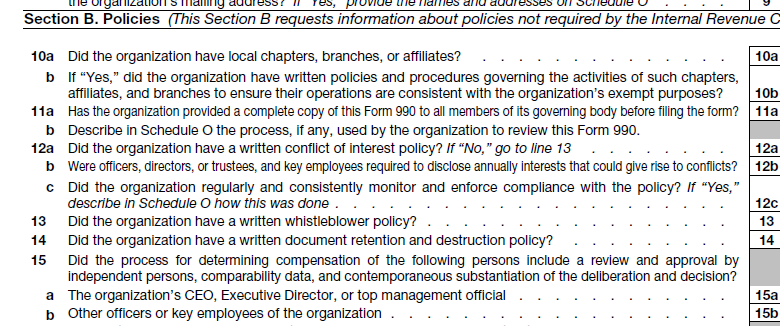 the organization's mailing address? If "Yes," provide the names and addresses on Schedule O . . . . 9
Section B. Policies (This Section B requests information about policies not required by the Internal Revenue C
10a Did the organization have local chapters, branches, or affiliates? . . . . . . . . . . . . . . 10a
b If "Yes," did the organization have written policies and procedures governing the activities of such chapters,
affiliates, and branches to ensure their operations are consistent with the organization's exempt purposes? 10b
11a Has the organization provided a complete copy of this Form 990 to all members of its governing body before filing the form? 11a
b Describe in Schedule O the process, if any, used by the organization to review this Form 990.
12a Did the organization have a written conflict of interest policy? If "No," go to line 13 . . . . . . . . 12a
b Were officers, directors, or trustees, and key employees required to disclose annually interests that could give rise to conflicts? 12b
c Did the organization regularly and consistently monitor and enforce compliance with the policy? If "Yes,"
describe in Schedule O how this was done . . . . . . . . . . . . . . . . . . . 12c
13 Did the organization have a written whistleblower policy? . . . . . . . . . . . . . . . 13
14 Did the organization have a written document retention and destruction policy? . . . . . . . . 14
15 Did the process for determining compensation of the following persons include a review and approval by
independent persons, comparability data, and contemporaneous substantiation of the deliberation and decision?
a The organization's CEO, Executive Director, or top management official . . . . . . . . . . . 15a
b Other officers or key employees of the organization . . . . . . . . . . . . . . . . . 15b